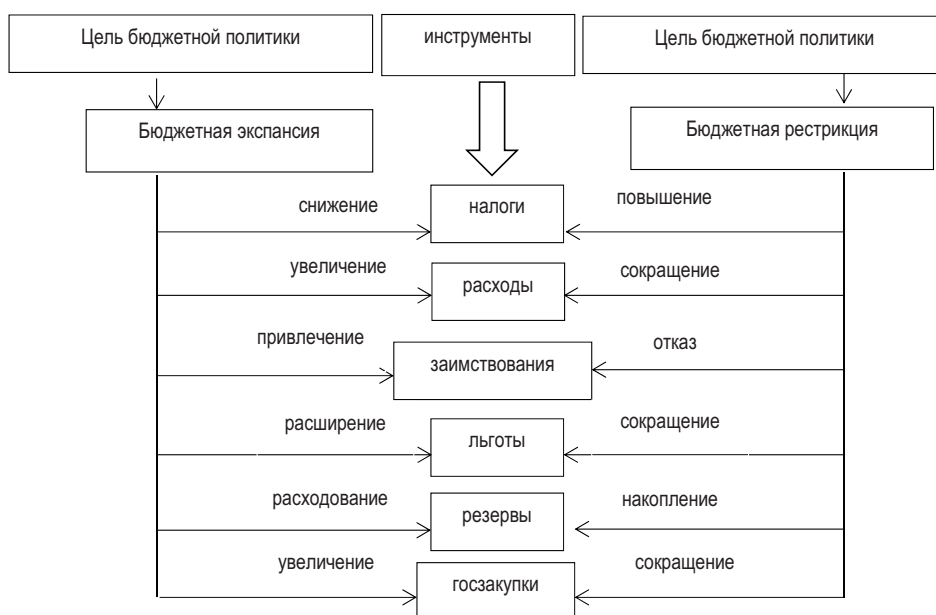 Цель бюджетной политики
инструменты
Цель бюджетной политики
Бюджетная экспансия
Бюджетная рестрикция
снижение
налоги
повышение
увеличение
расходы
сокращение
привлечение
заимствования
отказ
расширение
льготы
сокращение
расходование
резервы
накопление
увеличение
госзакупки
сокращение